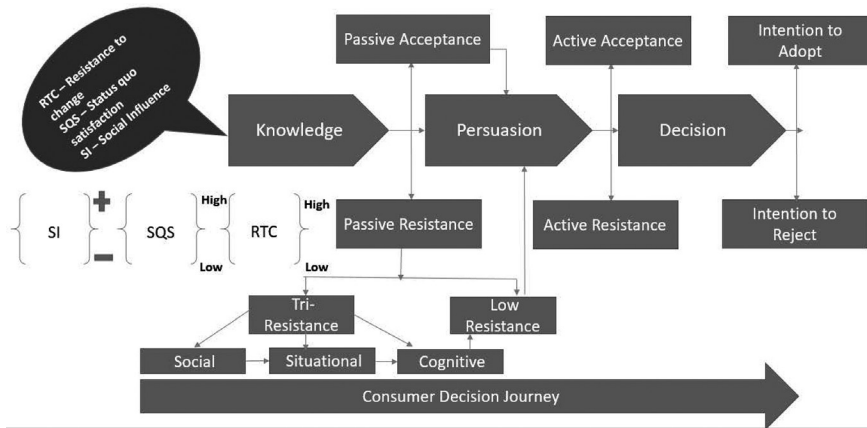 RTC – Resistance to
change
SQS – Status quo
satisfaction
SI – Social Influence
Passive Acceptance
Active Acceptance
Intention to
Adopt
Knowledge
Persuasion
Decision
SI
+
−
SQS
High
Low
RTC
High
Low
Passive Resistance
Active Resistance
Intention to
Reject
Tri-
Resistance
Low
Resistance
Social
Situational
Cognitive
Consumer Decision Journey